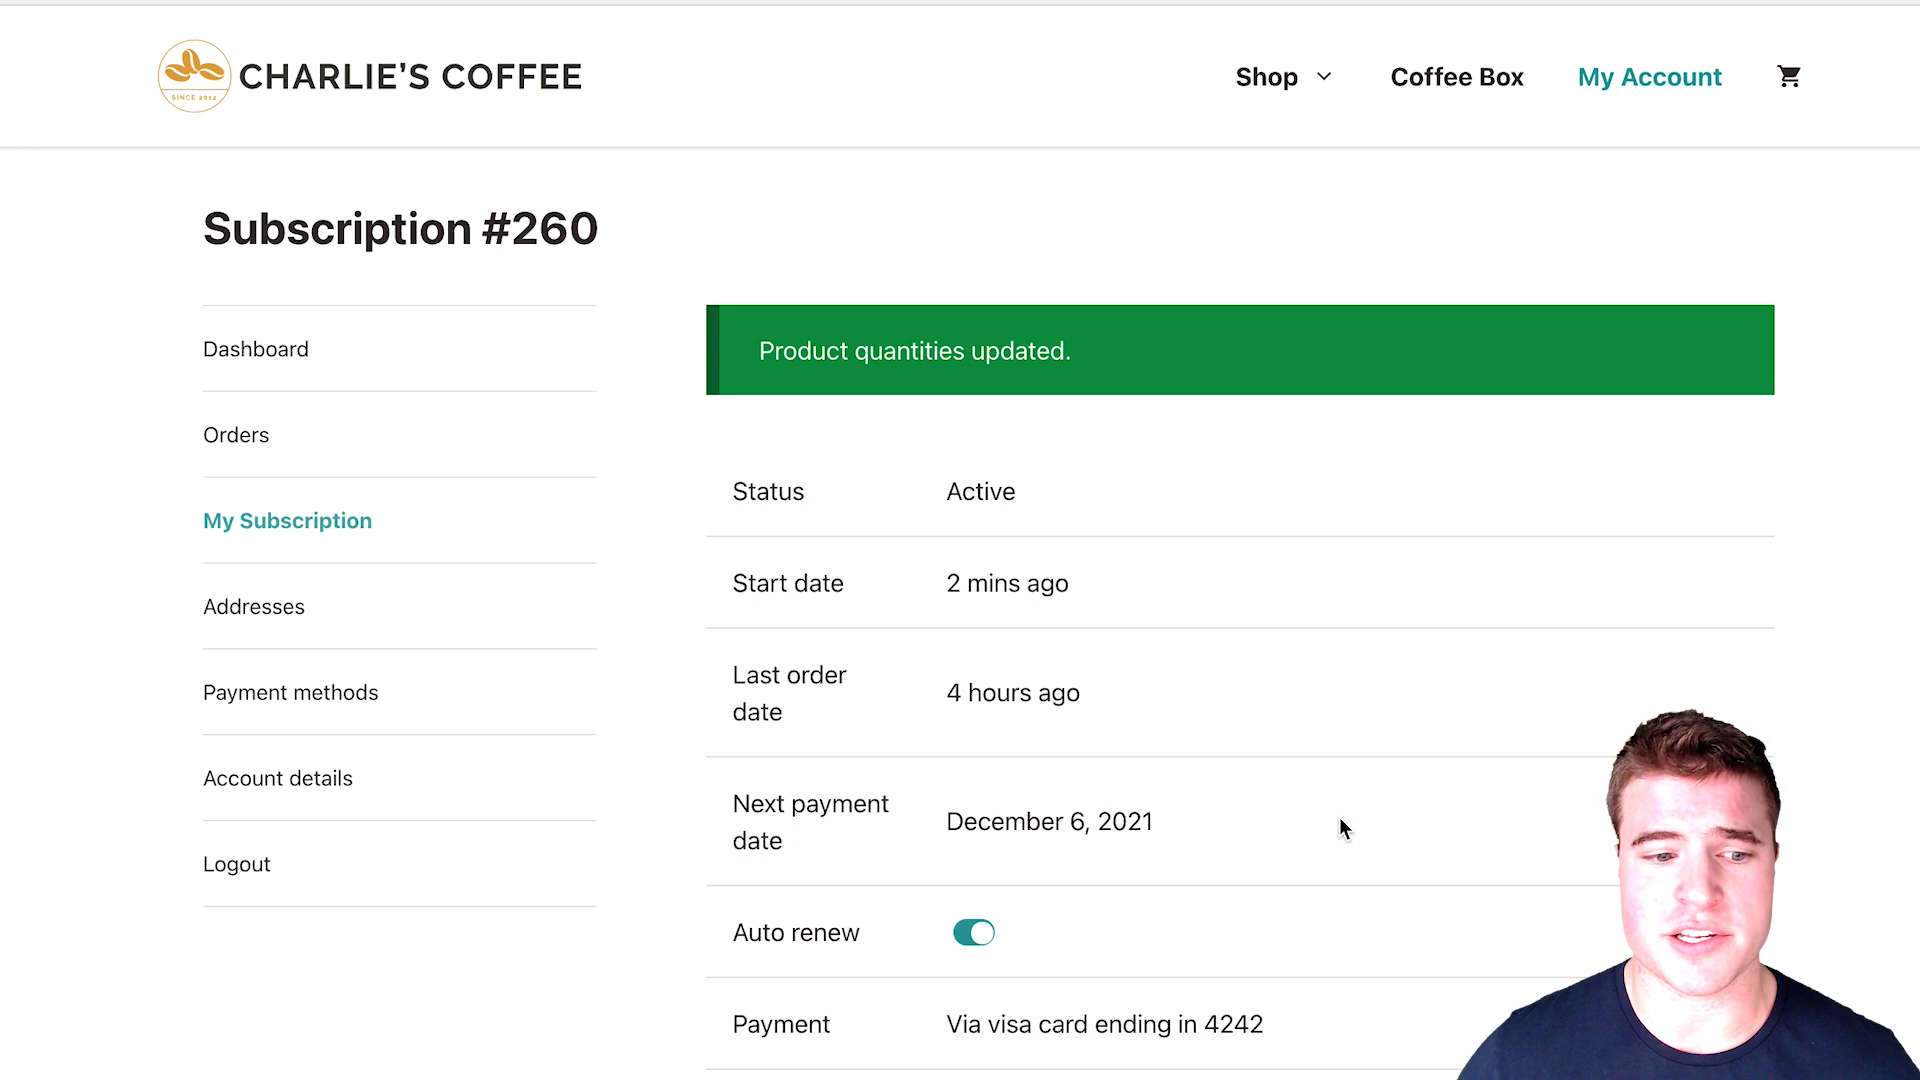 SINCE 2012
CHARLIE'S COFFEE
Shop
Coffee Box
My Account
Subscription #260
Dashboard
Orders
My Subscription
Addresses
Payment methods
Account details
Logout
Product quantities updated.
Status
Active
Start date
2 mins ago
Last order
date
4 hours ago
Next payment
date
December 6, 2021
Auto renew
Payment
Via visa card ending in 4242